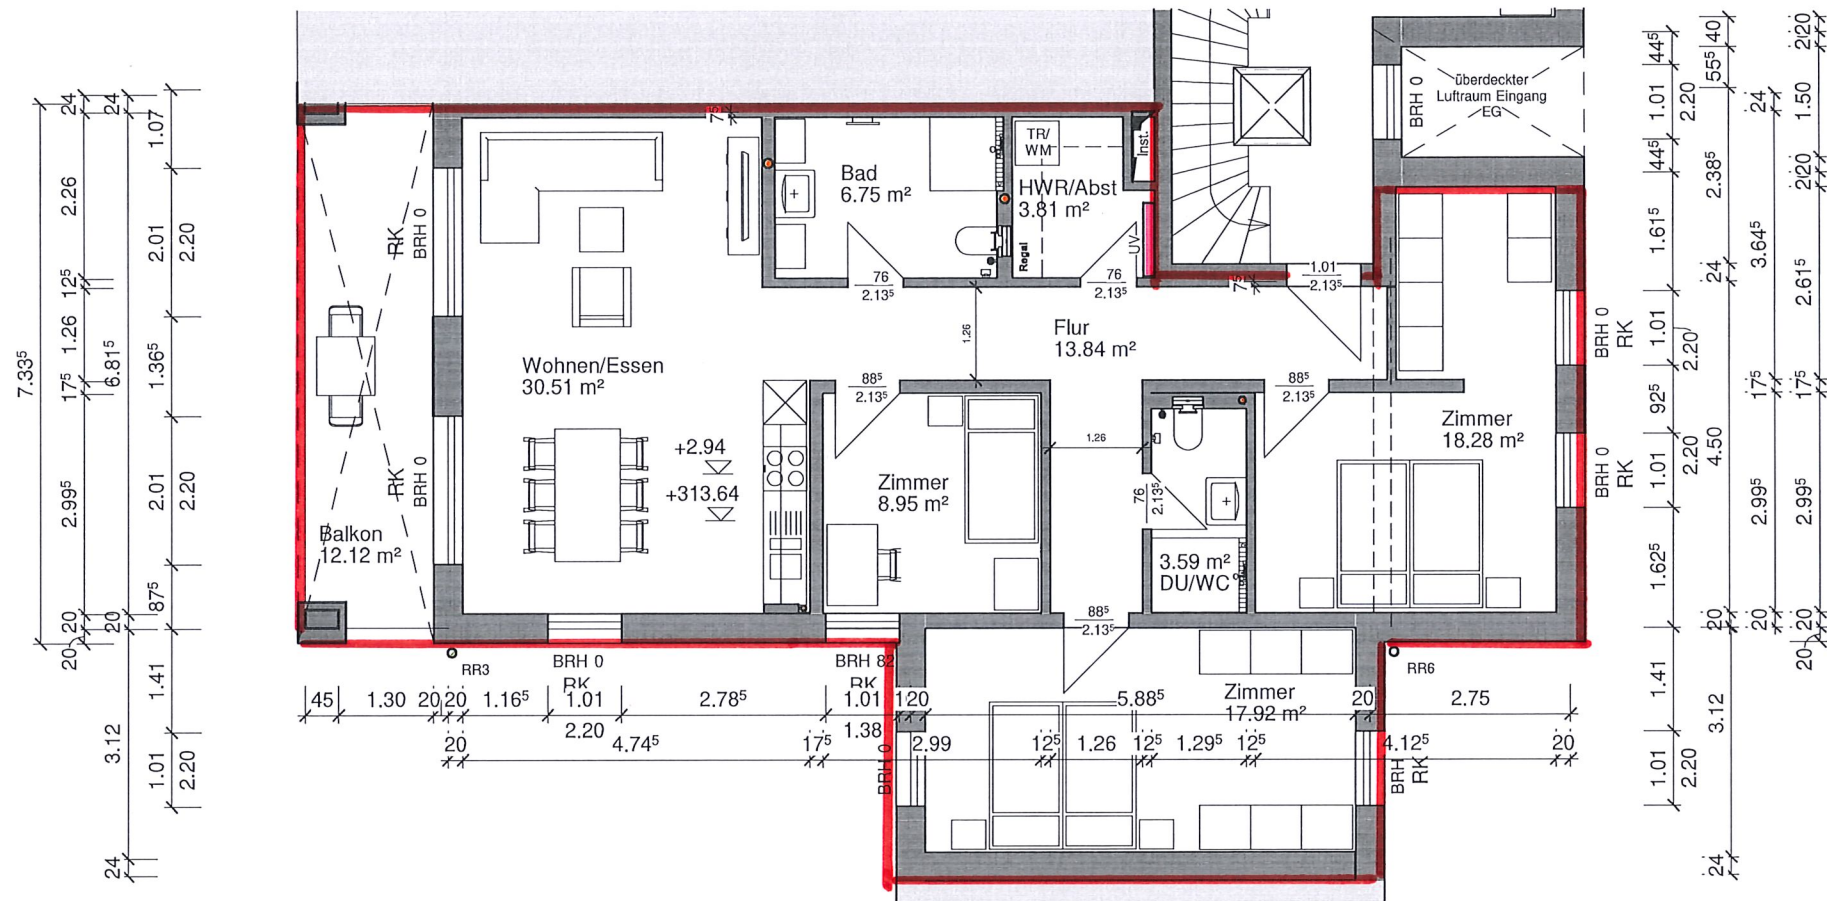 überdeckter
Luftraum Eingang
EG
BRH 0
TR/
WM
Inst.
Bad
6.75 m²
HWR/Abst
3.81 m²
Regal
UV
76
2.13⁵
76
2.13⁵
1.01
2.13⁵
7⁵
7⁵
RK
BRH 0
RK
BRH 0
Balkon
12.12 m²
Wohnen/Essen
30.51 m²
+2.94
+313.64
1.26
Flur
13.84 m²
88⁵
2.13⁵
88⁵
2.13⁵
1.26
Zimmer
8.95 m²
76
2.13⁵
3.59 m²
DU/WC
Zimmer
18.28 m²
BRH 0
RK
BRH 0
RK
88⁵
2.13⁵
RR3
BRH 0
RK
BRH 82
RK
RR6
Zimmer
17.92 m²
BRH 0
BRH
RK
45
1.30
20
20
1.16⁵
1.01
2.78⁵
1.01
120
5.88⁵
20
2.75
2.20
1.38
20
4.74⁵
17⁵
2.99
12⁵
1.26
12⁵
1.29⁵
12⁵
4.12⁵
20
7.33⁵
24
2.26
12⁵
1.26
17⁵
2.99⁵
20
20
24
6.81⁵
20
3.12
24
1.07
2.01
2.20
1.36⁵
2.01
2.20
87⁵
1.41
1.01
2.20
44⁵
1.01
2.20
44⁵
1.61⁵
1.01
2.20
92⁵
1.01
2.20
1.62⁵
1.41
1.01
2.20
40
55⁵
2.38⁵
24
4.50
20
3.12
24
24
3.64⁵
17⁵
2.99⁵
20
20
20
1.50
20
20
2.61⁵
17⁵
2.99⁵
20
20